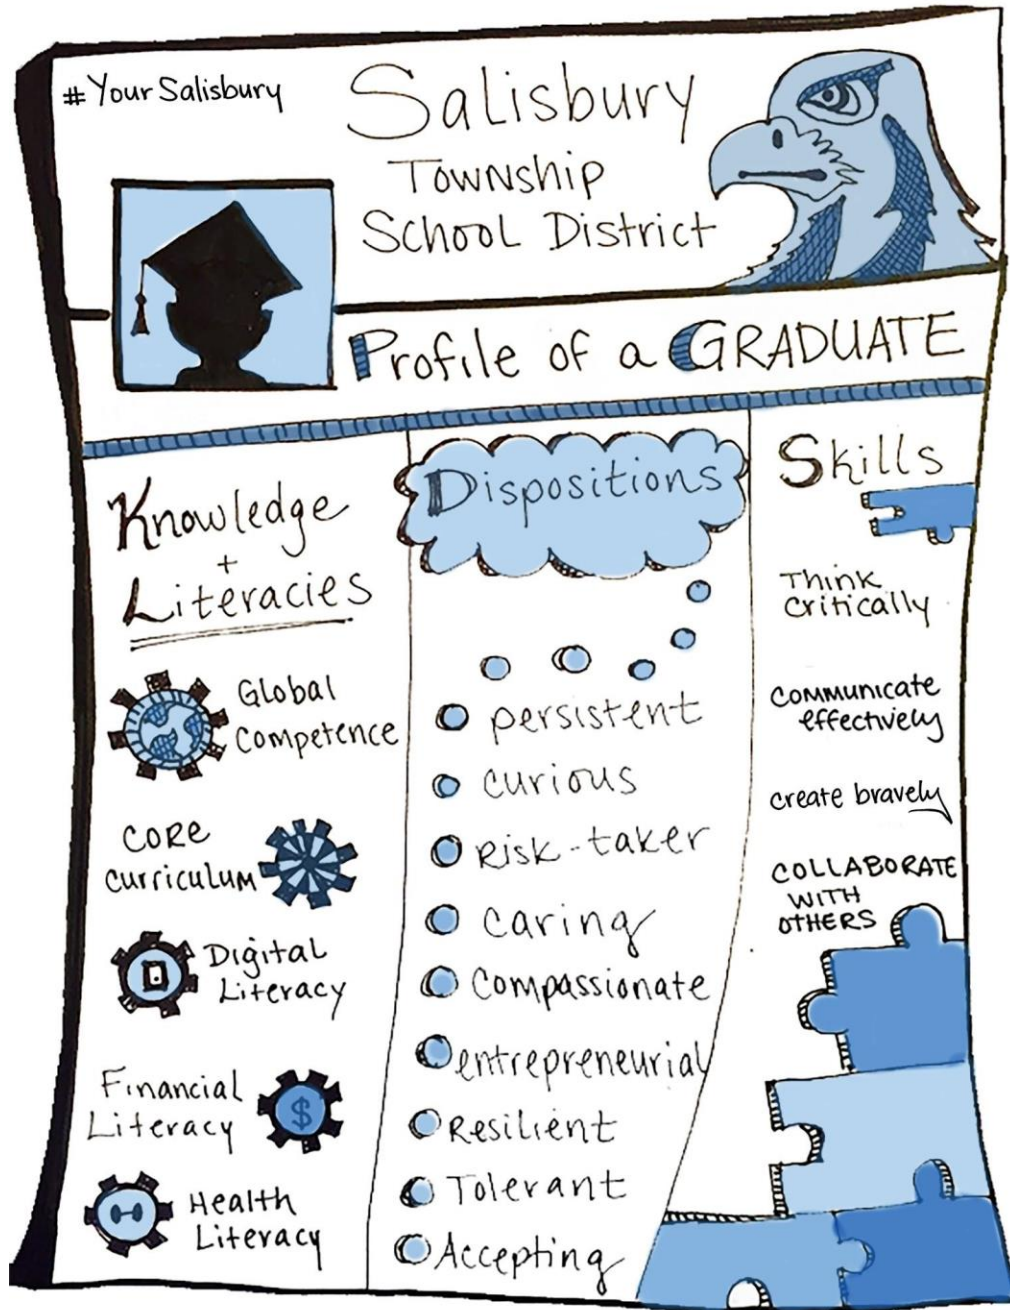 #YourSalisbury
Salisbury
Township
School District
Profile of a GRADUATE
Knowledge
+
Literacies
Global
Competence
Core
Curriculum
Digital
Literacy
Financial
Literacy
$
Health
Literacy
Dispositions
persistent
curious
Risk-taker
caring
Compassionate
entrepreneurial
Resilient
Tolerant
Accepting
Skills
Think
critically
communicate
effectively
create bravely
COLLABORATE
WITH
OTHERS